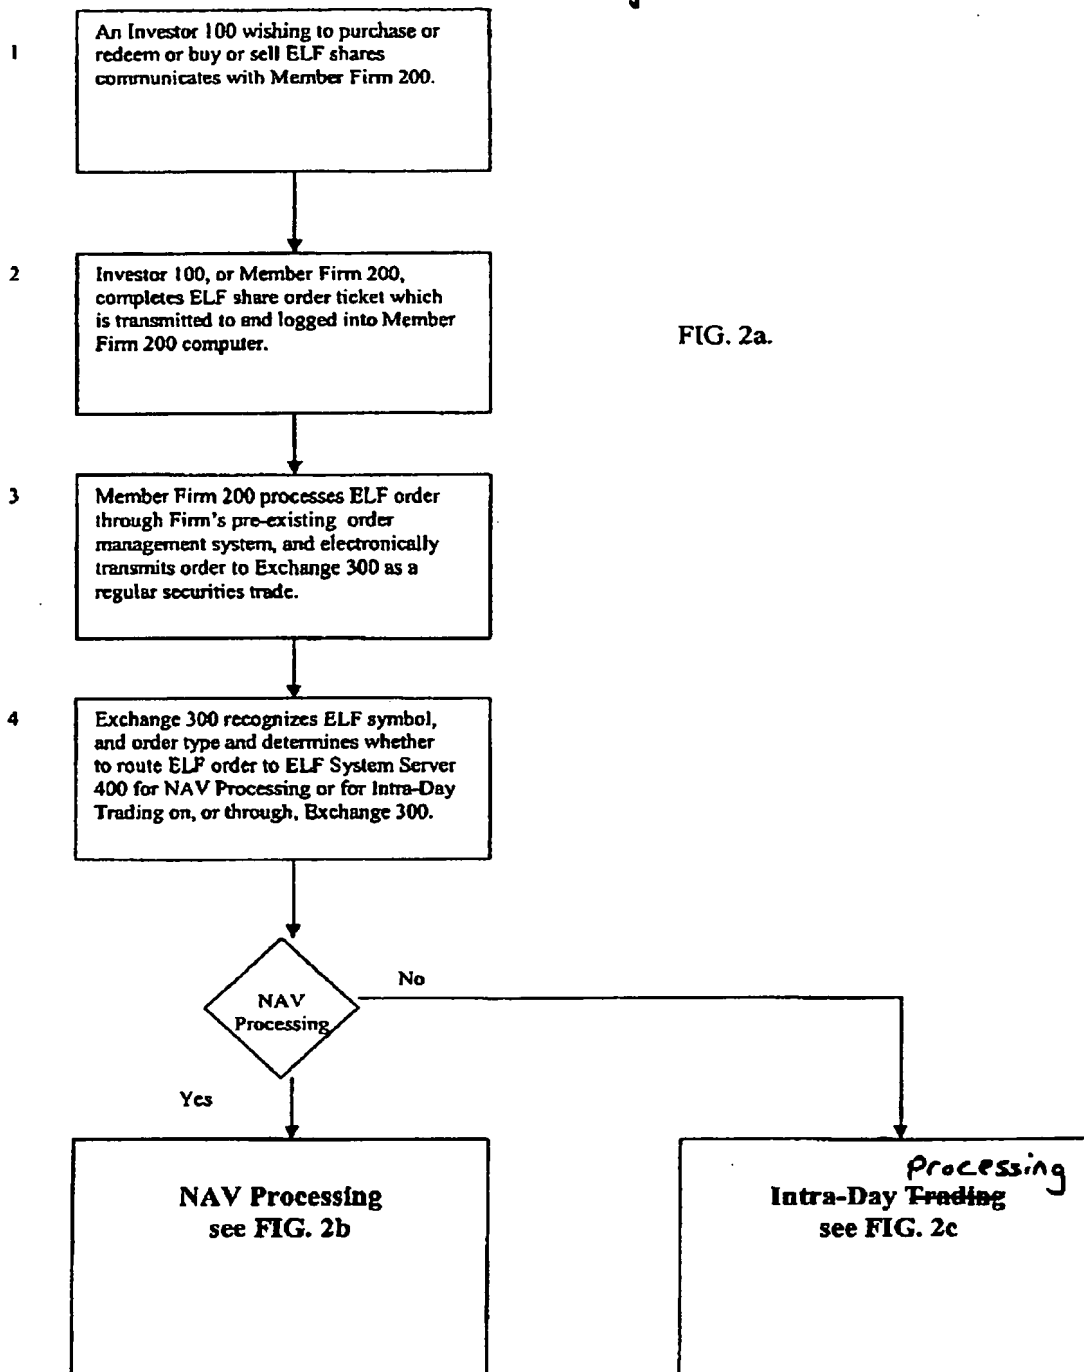 1
An Investor 100 wishing to purchase or
redeem or buy or sell ELF shares
communicates with Member Firm 200.
2
Investor 100, or Member Firm 200,
completes ELF share order ticket which
is transmitted to and logged into Member
Firm 200 computer.
FIG. 2a.
3
Member Firm 200 processes ELF order
through Firm's pre-existing order
management system, and electronically
transmits order to Exchange 300 as a
regular securities trade.
4
Exchange 300 recognizes ELF symbol,
and order type and determines whether
to route ELF order to ELF System Server
400 for NAV Processing or for Intra-Day
Trading on, or through, Exchange 300.
NAV
Processing
No
Yes
NAV Processing
see FIG. 2b
Processing
Intra-Day Trading
see FIG. 2c